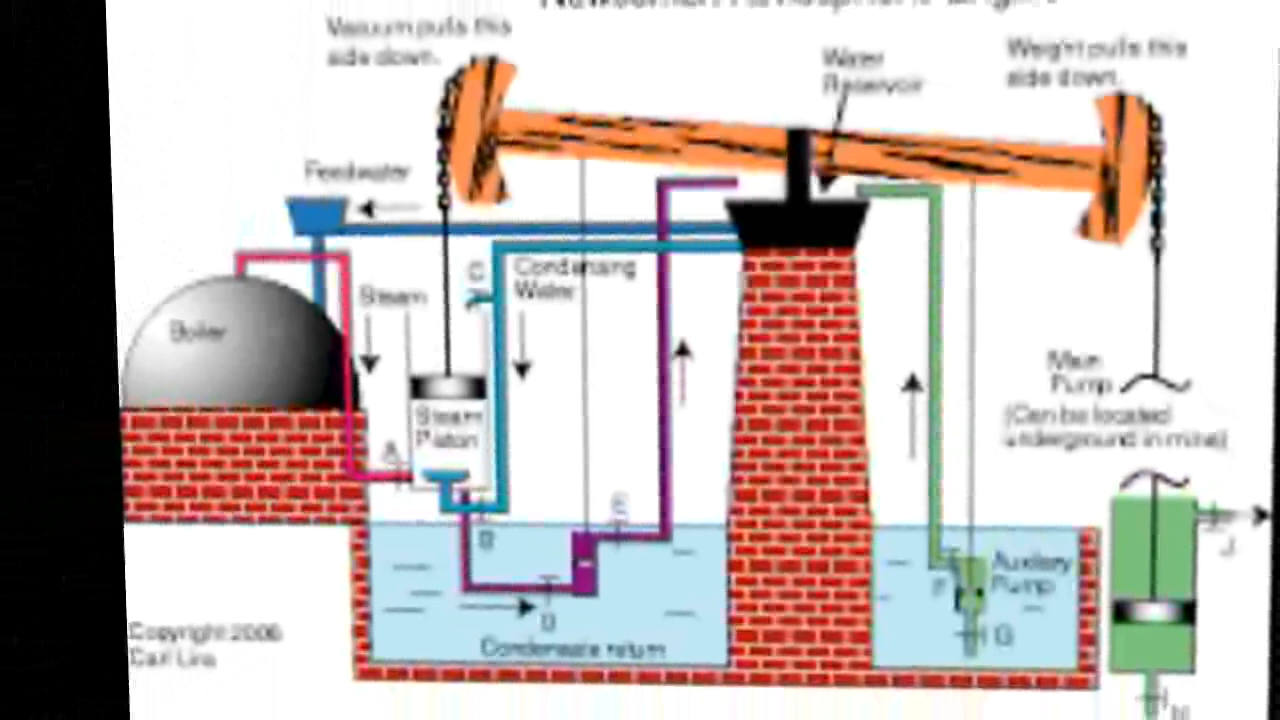 Vacuum pulls this
side down.
Water
Reservoir
Weight pulls this
side down.
Feedwater
C
Condensing
Water
Steam
Boiler
Main
Pump
(Can be located
underground in mine)
Steam
Piston
A
E
B
J
Auxiliary
Pump
F
D
G
Condensate return
Copyright 2006
Carl Lira